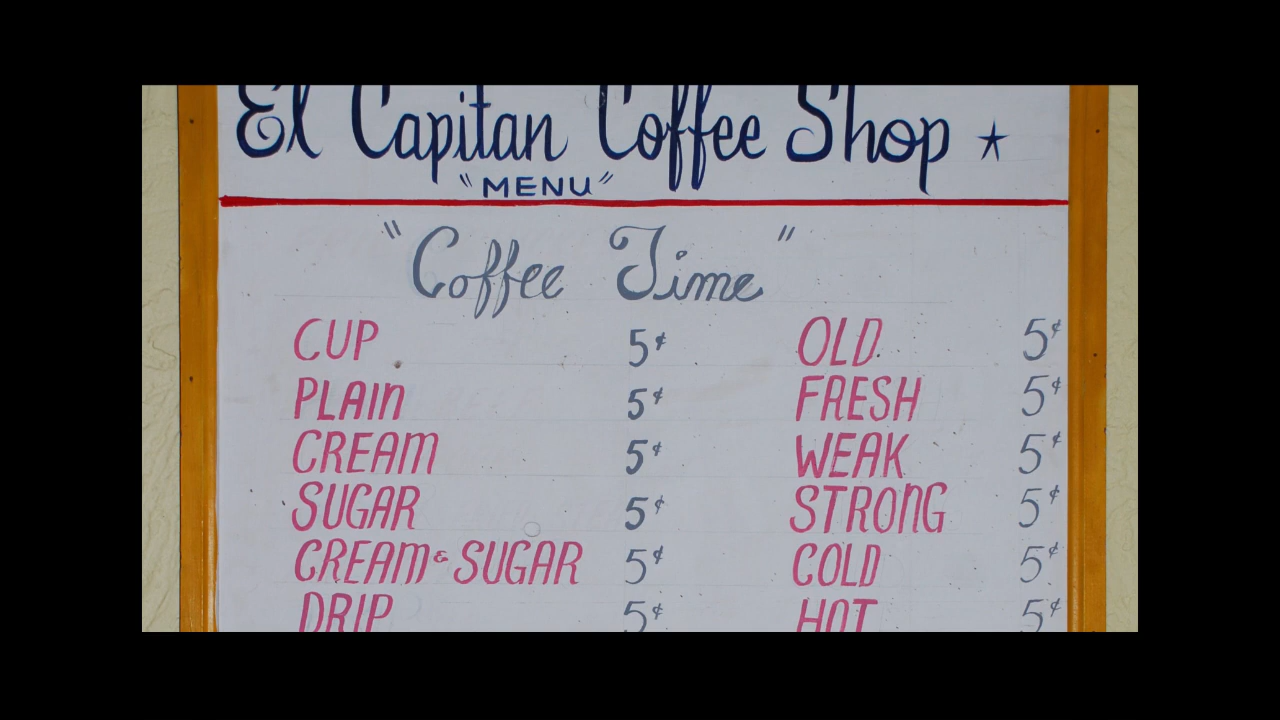 El Capitan Coffee Shop ★
"MENU"
"Coffee Time"
CUP 5¢ OLD 5¢
PLAIN 5¢ FRESH 5¢
CREAM 5¢ WEAK 5¢
SUGAR 5¢ STRONG 5¢
CREAM & SUGAR 5¢ COLD 5¢
DRIP 5¢ HOT 5¢